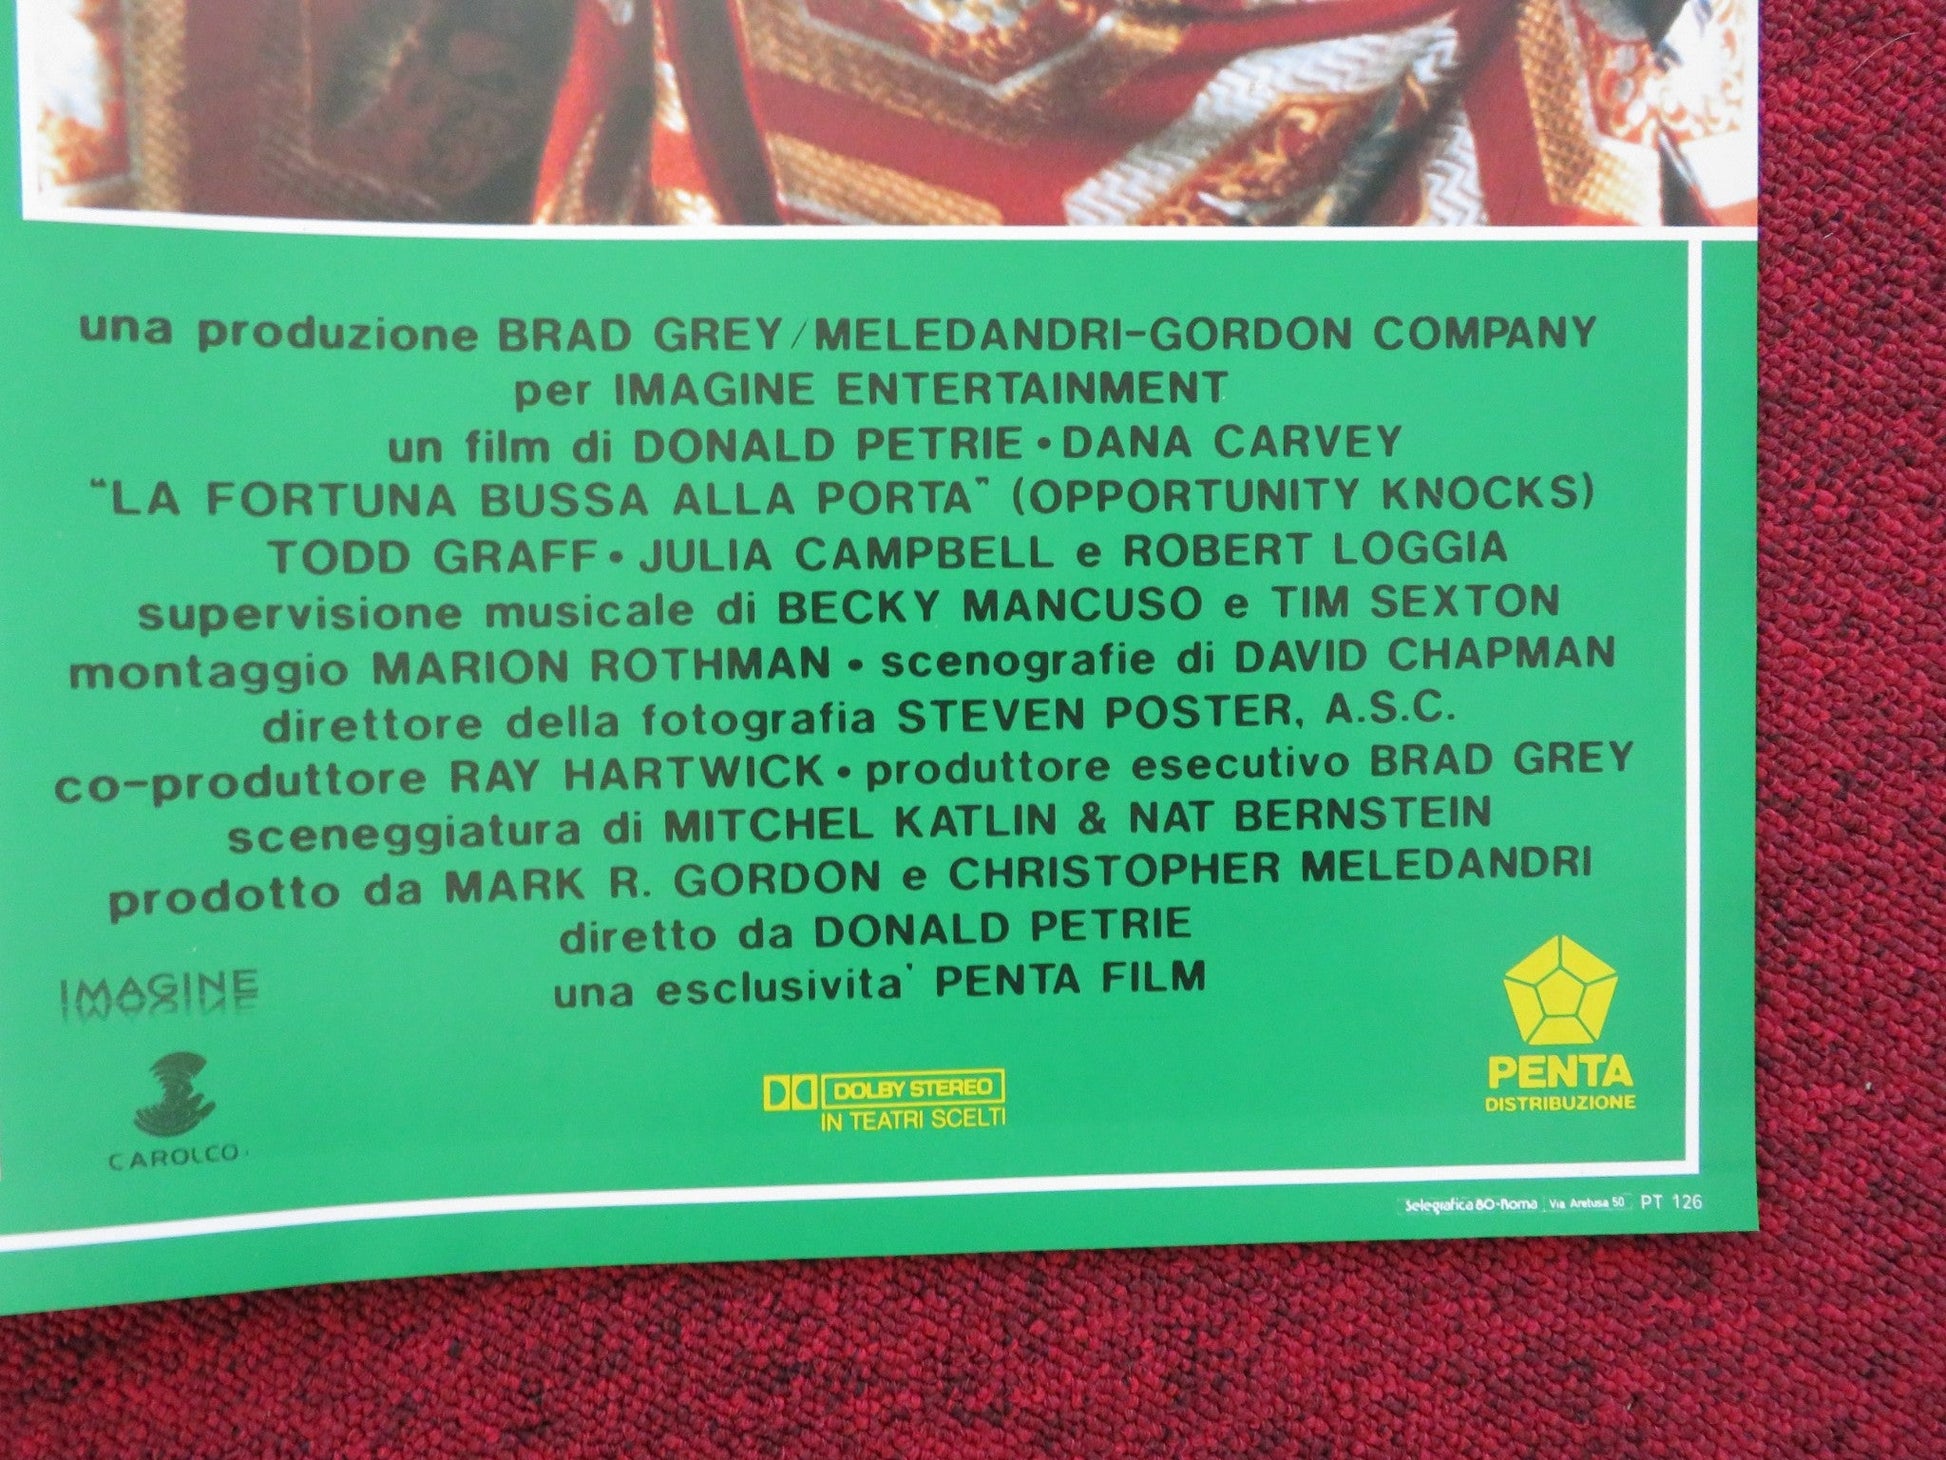 una produzione BRAD GREY/MELEDANDRI-GORDON COMPANY
per IMAGINE ENTERTAINMENT
un film di DONALD PETRIE • DANA CARVEY
"LA FORTUNA BUSSA ALLA PORTA" (OPPORTUNITY KNOCKS)
TODD GRAFF • JULIA CAMPBELL e ROBERT LOGGIA
supervisione musicale di BECKY MANCUSO e TIM SEXTON
montaggio MARION ROTHMAN • scenografie di DAVID CHAPMAN
direttore della fotografia STEVEN POSTER, A.S.C.
co-produttore RAY HARTWICK • produttore esecutivo BRAD GREY
sceneggiatura di MITCHEL KATLIN & NAT BERNSTEIN
prodotto da MARK R. GORDON e CHRISTOPHER MELEDANDRI
diretto da DONALD PETRIE
una esclusivita' PENTA FILM
IMAGINE
CAROLCO
DOLBY STEREO
IN TEATRI SCELTI
PENTA
DISTRIBUZIONE
Selegrafica 80-Roma Via Aretusa 50 PT 126